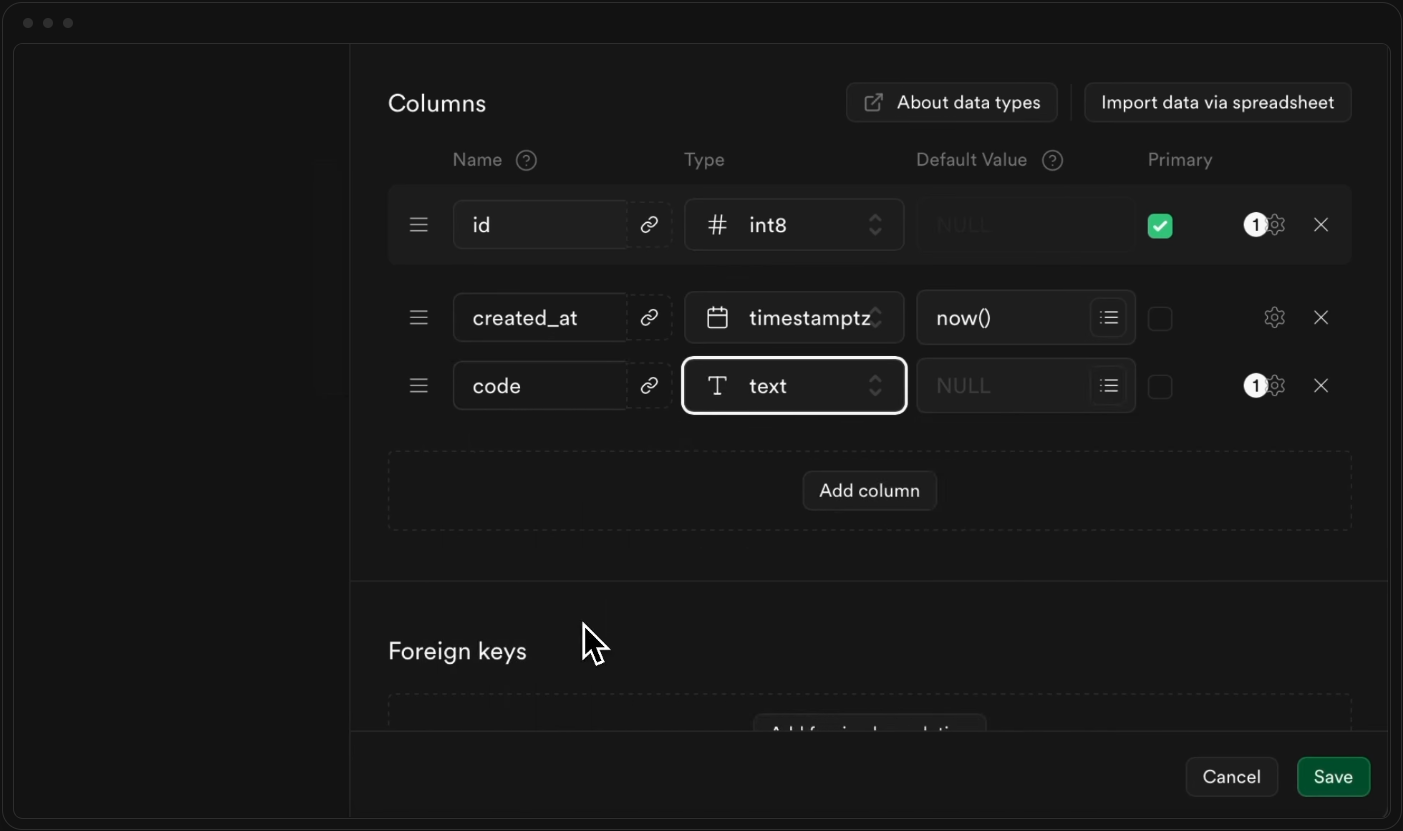 Columns About data types Import data via spreadsheet
Name ? Type Default Value ? Primary
id # int8 NULL 1
created_at timestamptz now()
code T text NULL 1
Add column
Foreign keys
Cancel Save